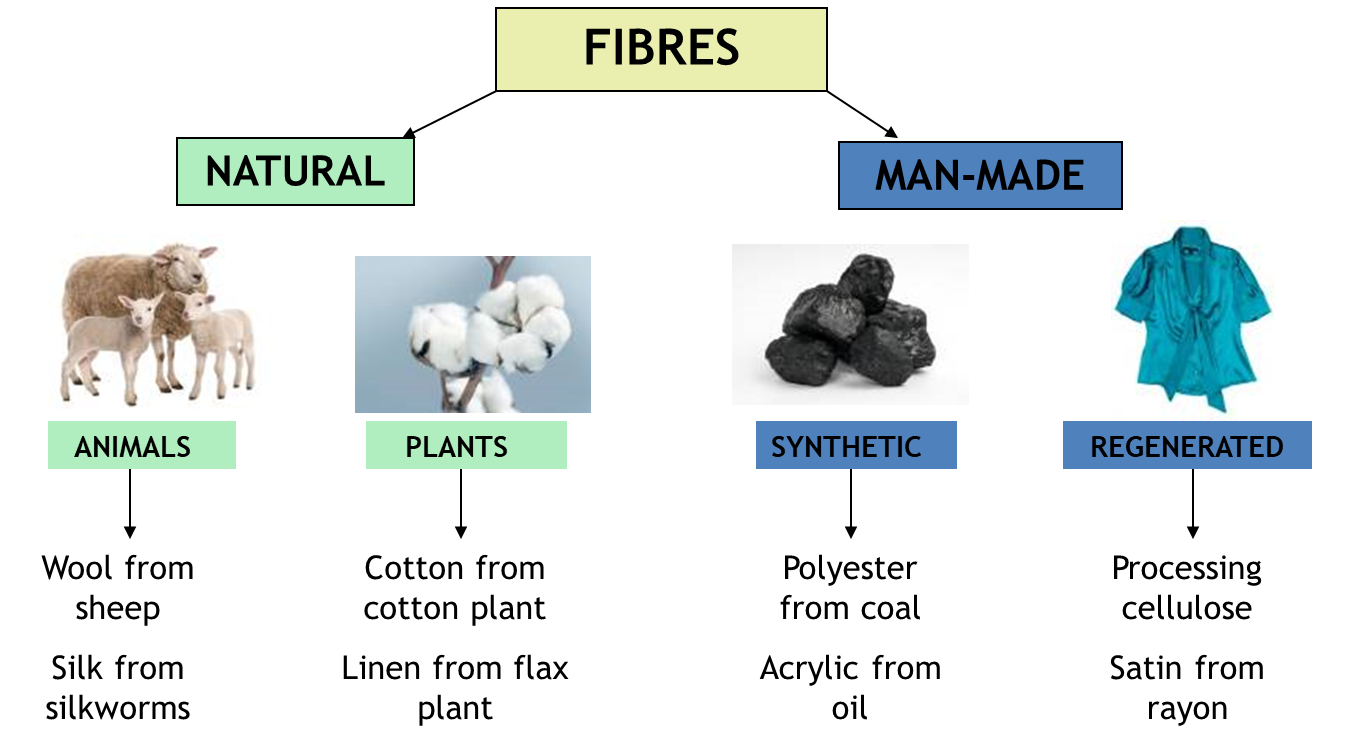 FIBRES
NATURAL
MAN-MADE
ANIMALS
PLANTS
SYNTHETIC
REGENERATED
Wool from
sheep
Silk from
silkworms
Cotton from
cotton plant
Linen from flax
plant
Polyester
from coal
Acrylic from
oil
Processing
cellulose
Satin from
rayon